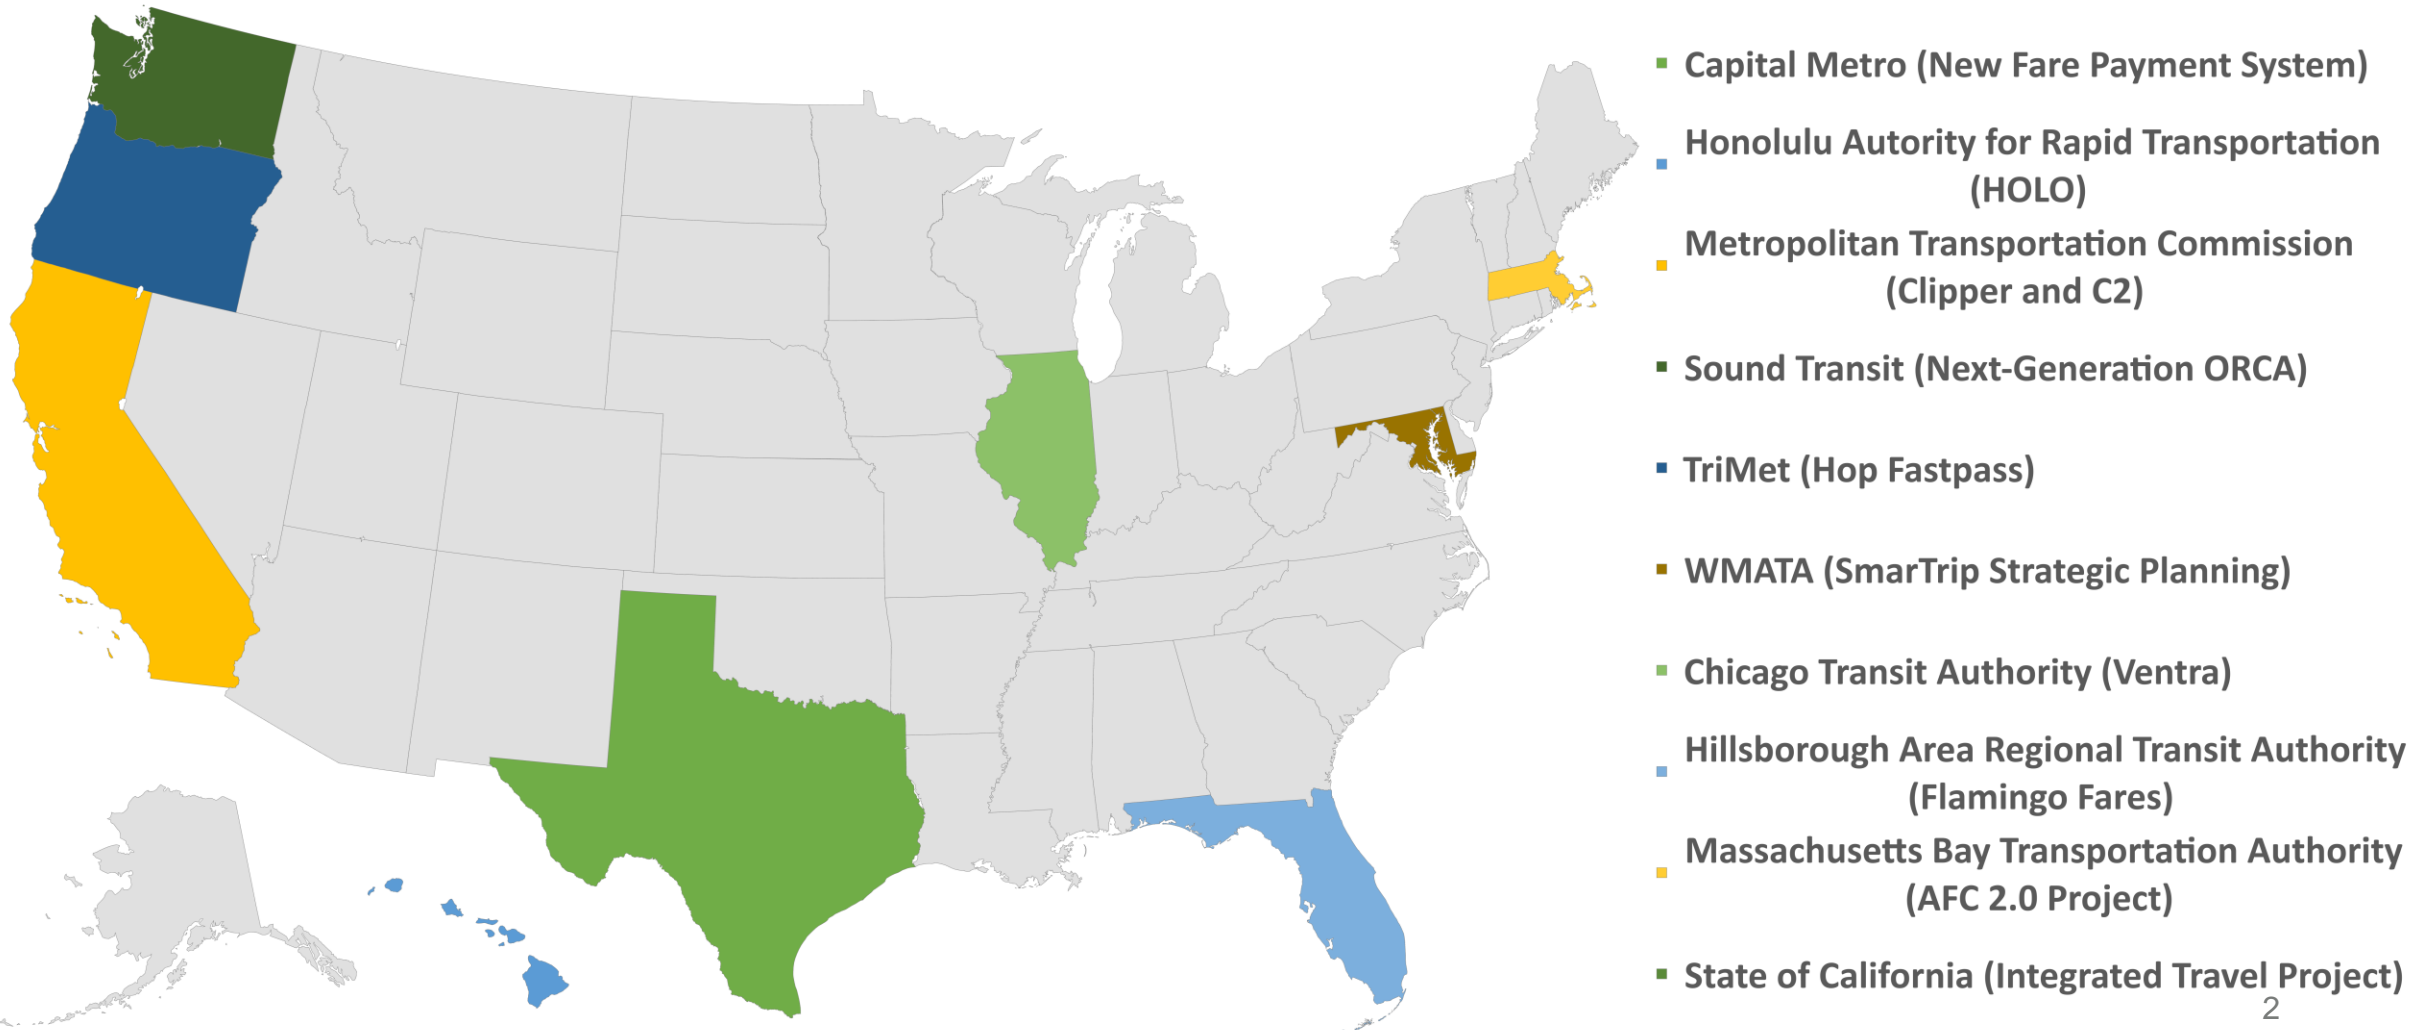 Capital Metro (New Fare Payment System)
Honolulu Autority for Rapid Transportation
(HOLO)
Metropolitan Transportation Commission
(Clipper and C2)
Sound Transit (Next-Generation ORCA)
TriMet (Hop Fastpass)
WMATA (SmarTrip Strategic Planning)
Chicago Transit Authority (Ventra)
Hillsborough Area Regional Transit Authority
(Flamingo Fares)
Massachusetts Bay Transportation Authority
(AFC 2.0 Project)
State of California (Integrated Travel Project)
2